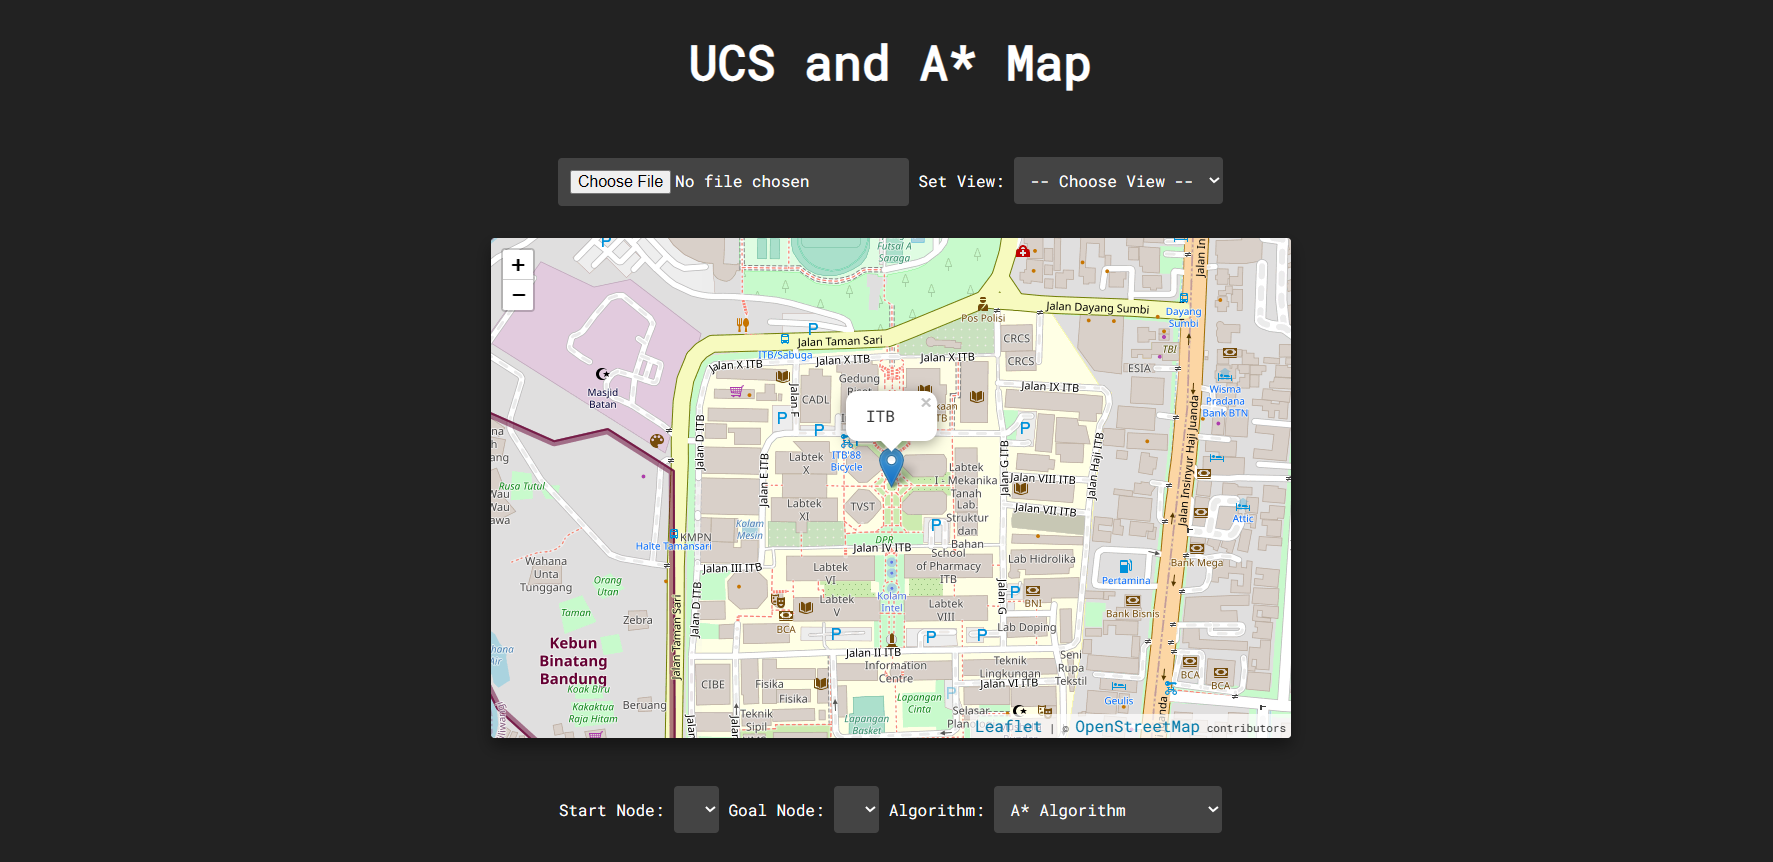 UCS and A* Map
Choose File No file chosen Set View: -- Choose View --
+
−
Futsal A
Saraga
Jalan In
Pos Polisi
Jalan Dayang Sumbi
Dayang
Sumbi
Jalan Taman Sari
ITB/Sabuga
CRCS
CRCS
TBI
ESIA
Jalan X ITB
Jalan X ITB
Jalan X ITB
Jalan IX ITB
Masjid
Batan
Gedung
CADL
Jalan F
ITB
×
Wisma
Pradana
Bank BTN
Jalan D ITB
Jalan E ITB
Jalan G ITB
Jalan Haji ITB
Jalan Insinyur Haji Juanda
ITB'88
Bicycle
Labtek
X
Labtek
I - Mekanika
Tanah
Lab.
Struktur
dan
Bahan
Jalan VIII ITB
Jalan VII ITB
Rusa Tutul
Labtek
XI
TVST
Attic
Kolam
Mesin
KMPN
Halte Tamansari
DPR
Jalan IV ITB
School
of Pharmacy
ITB
Lab Hidrolika
Bank Mega
Pertamina
Wahana
Unta
Tunggang
Jalan III ITB
Labtek
VI
Orang
Utan
Labtek
V
Kolam
Intel
Labtek
VIII
Jalan G
BNI
Bank Bisnis
Taman
Zebra
BCA
Lab Doping
Jalan D ITB
Jalan Taman Sari
Kebun
Binatang
Bandung
Jalan II ITB
Information
Centre
Teknik
Lingkungan
Seni
Rupa
Tekstil
Jalan VI ITB
BCA
BCA
CIBE
Fisika
Fisika
Koak Biru
Kakaktua
Raja Hitam
Beruang
Teknik
Sipil
Lapangan
Cinta
Lapangan
Basket
Selasar
Geulis
Leaflet | © OpenStreetMap contributors
Start Node: Goal Node: Algorithm: A* Algorithm